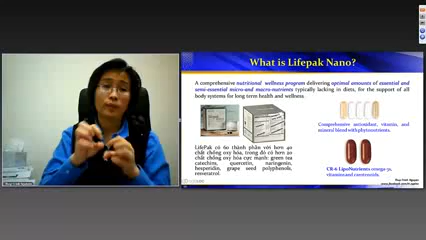 What is Lifepak Nano?
A comprehensive nutritional wellness program delivering optimal amounts of essential and
semi-essential micro-and macro-nutrients typically lacking in diets, for the support of all
body systems for long term health and wellness
Comprehensive antioxidant, vitamin, and
mineral blend with phytonutrients.
LifePak có 60 thành phần với hơn 40
chất chống oxy hóa, trong đó có hơn 20
chất chống oxy hóa cực mạnh: green tea
catechins, quercetin, naringenin,
hesperidin, grape seed polyphenols,
resveratrol
CR-6 LipoNutrients omega-3s,
vitamins and carotenoids.